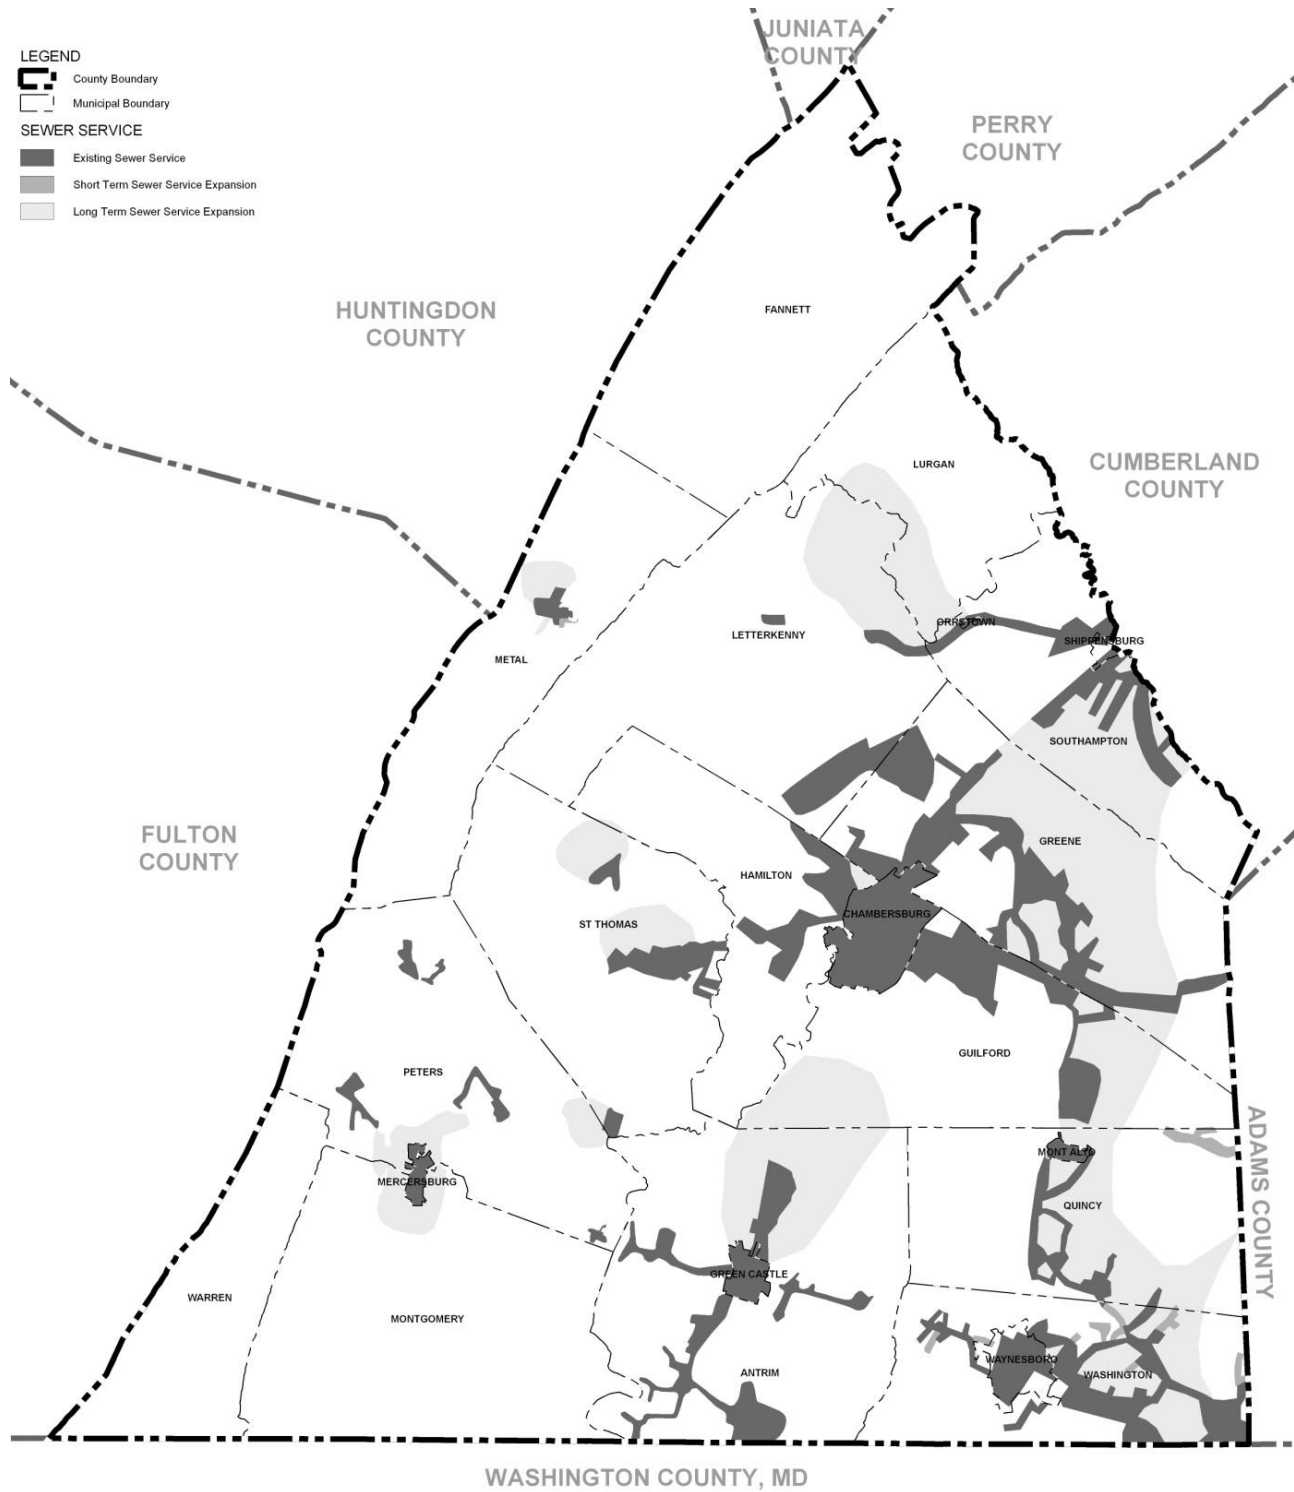 JUNIATA
COUNTY
LEGEND
County Boundary
Municipal Boundary
SEWER SERVICE
Existing Sewer Service
Short Term Sewer Service Expansion
Long Term Sewer Service Expansion
PERRY
COUNTY
HUNTINGDON
COUNTY
FANNETT
LURGAN
CUMBERLAND
COUNTY
ORRSTOWN
LETTERKENNY
SHIPPENSBURG
METAL
SOUTHAMPTON
FULTON
COUNTY
GREENE
HAMILTON
CHAMBERSBURG
ST THOMAS
GUILFORD
PETERS
ADAMS COUNTY
MONT ALTO
MERCERSBURG
QUINCY
GREEN CASTLE
WARREN
MONTGOMERY
WAYNESBORO
ANTRIM
WASHINGTON
WASHINGTON COUNTY, MD